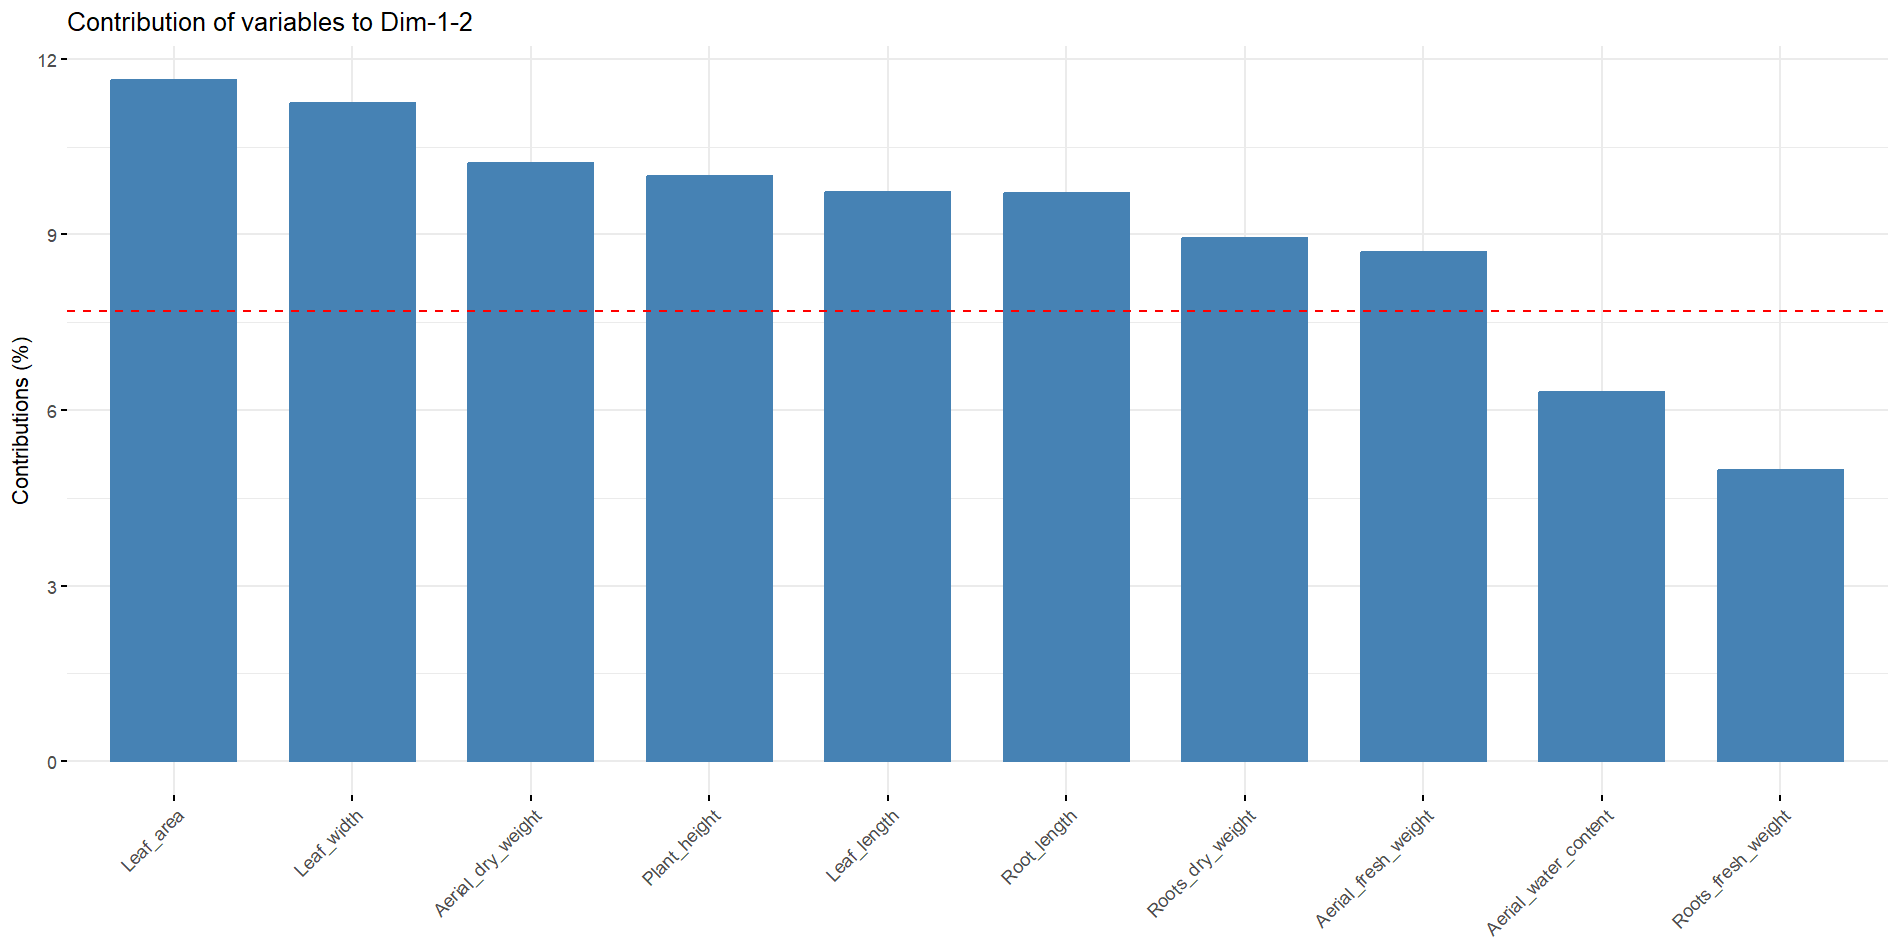 Contribution of variables to Dim-1-2
12
9
6
3
0
Contributions (%)
Leaf_area
Leaf_width
Aerial_dry_weight
Plant_height
Leaf_length
Root_length
Roots_dry_weight
Aerial_fresh_weight
Aerial_water_content
Roots_fresh_weight